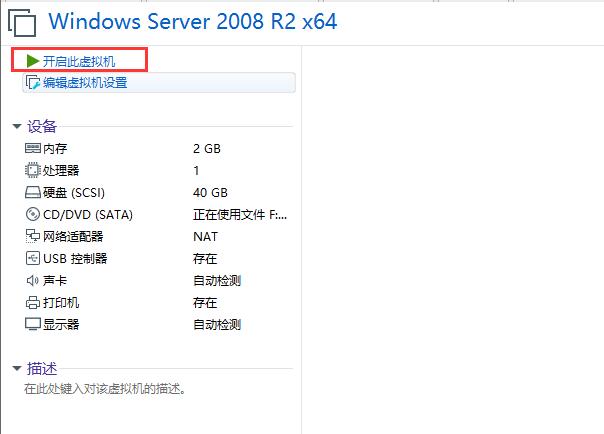 Windows Server 2008 R2 x64
开启此虚拟机
编辑虚拟机设置
设备
内存 2 GB
处理器 1
硬盘 (SCSI) 40 GB
CD/DVD (SATA) 正在使用文件 F:...
网络适配器 NAT
USB 控制器 存在
声卡 自动检测
打印机 存在
显示器 自动检测
描述
在此处键入对该虚拟机的描述。